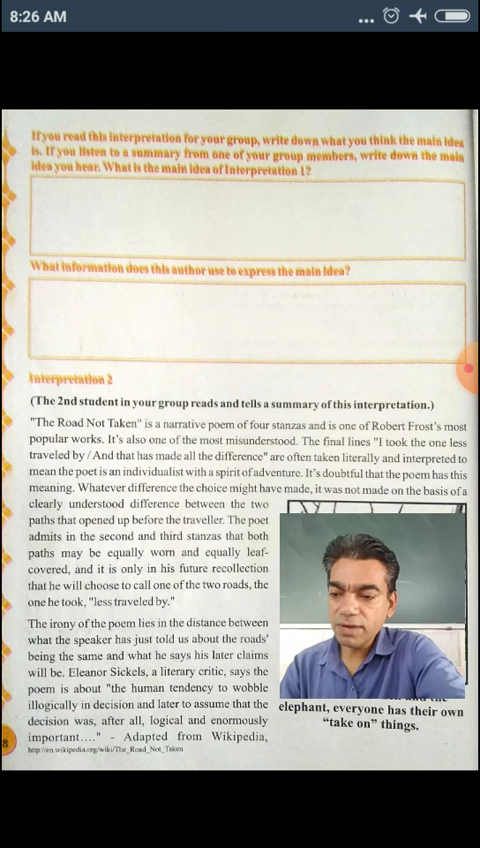 8:26 AM
If you read this interpretation for your group, write down what you think the main idea
is. If you listen to a summary from one of your group members, write down the main
idea you hear. What is the main idea of Interpretation 1?
What information does this author use to express the main idea?
Interpretation 2
(The 2nd student in your group reads and tells a summary of this interpretation.)
"The Road Not Taken" is a narrative poem of four stanzas and is one of Robert Frost's most
popular works. It's also one of the most misunderstood. The final lines "I took the one less
traveled by / And that has made all the difference" are often taken literally and interpreted to
mean the poet is an individualist with a spirit of adventure. It's doubtful that the poem has this
meaning. Whatever difference the choice might have made, it was not made on the basis of a
clearly understood difference between the two
paths that opened up before the traveller. The poet
admits in the second and third stanzas that both
paths may be equally worn and equally leaf-
covered, and it is only in his future recollection
that he will choose to call one of the two roads, the
one he took, "less traveled by."
The irony of the poem lies in the distance between
what the speaker has just told us about the roads'
being the same and what he says his later claims
will be. Eleanor Sickels, a literary critic, says the
poem is about "the human tendency to wobble
illogically in decision and later to assume that the
decision was, after all, logical and enormously
important...." - Adapted from Wikipedia,
http://en.wikipedia.org/wiki/The_Road_Not_Taken
and the
elephant, everyone has their own
"take on" things.
8